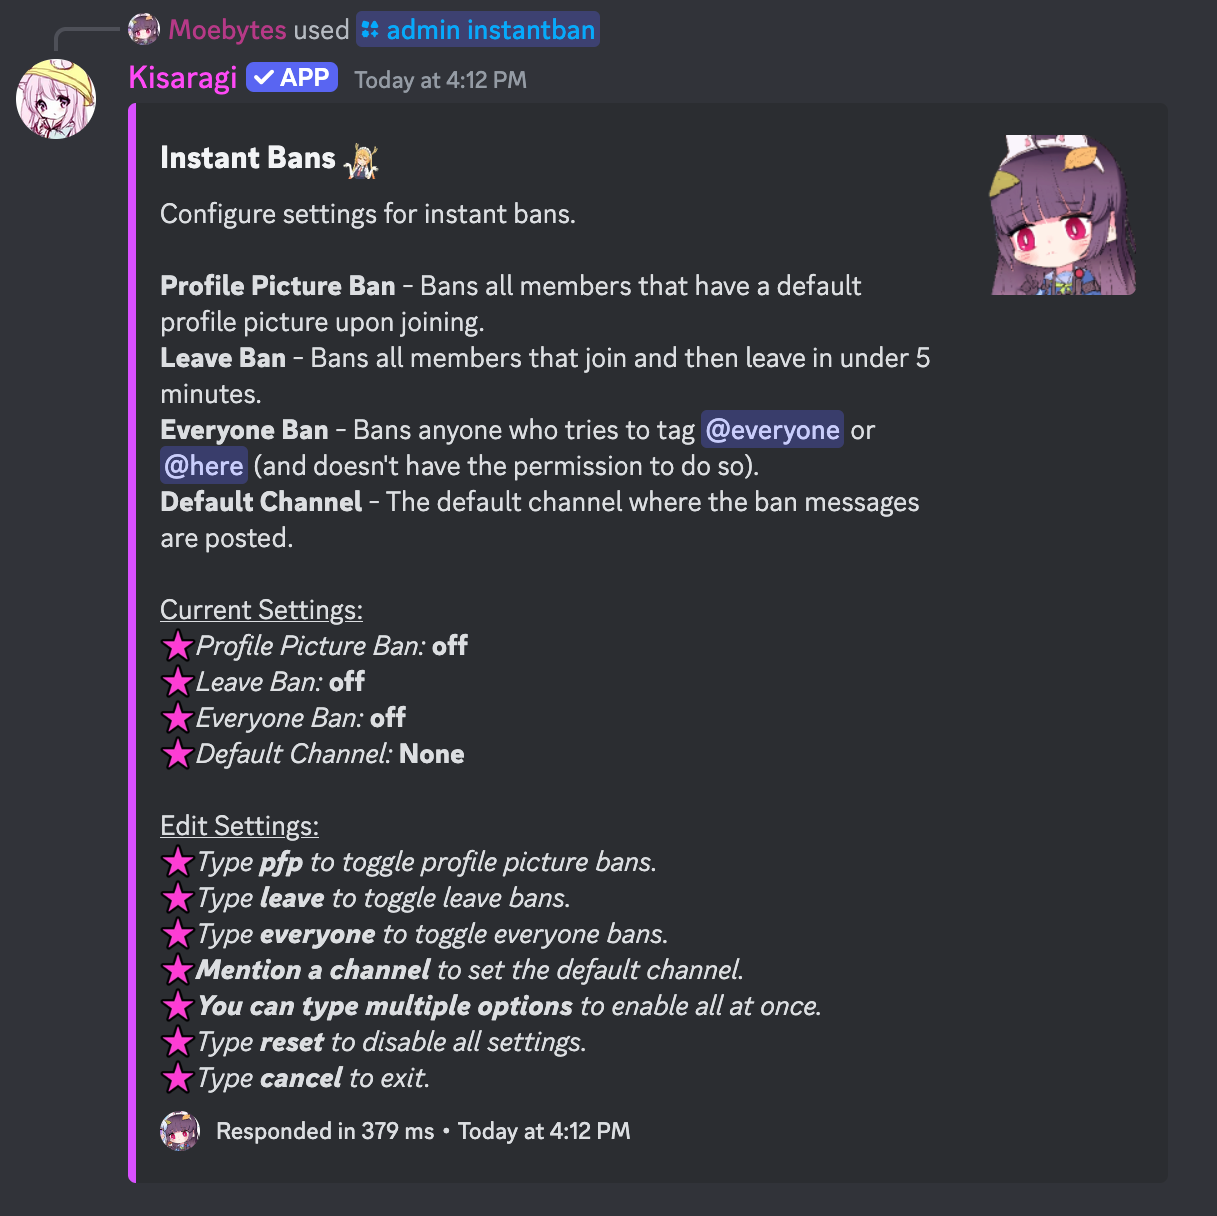 Moebytes used admin instantban
Kisaragi APP Today at 4:12 PM
Instant Bans
Configure settings for instant bans.
Profile Picture Ban - Bans all members that have a default
profile picture upon joining.
Leave Ban - Bans all members that join and then leave in under 5
minutes.
Everyone Ban - Bans anyone who tries to tag @everyone or
@here (and doesn't have the permission to do so).
Default Channel - The default channel where the ban messages
are posted.
Current Settings:
Profile Picture Ban: off
Leave Ban: off
Everyone Ban: off
Default Channel: None
Edit Settings:
Type pfp to toggle profile picture bans.
Type leave to toggle leave bans.
Type everyone to toggle everyone bans.
Mention a channel to set the default channel.
You can type multiple options to enable all at once.
Type reset to disable all settings.
Type cancel to exit.
Responded in 379 ms • Today at 4:12 PM